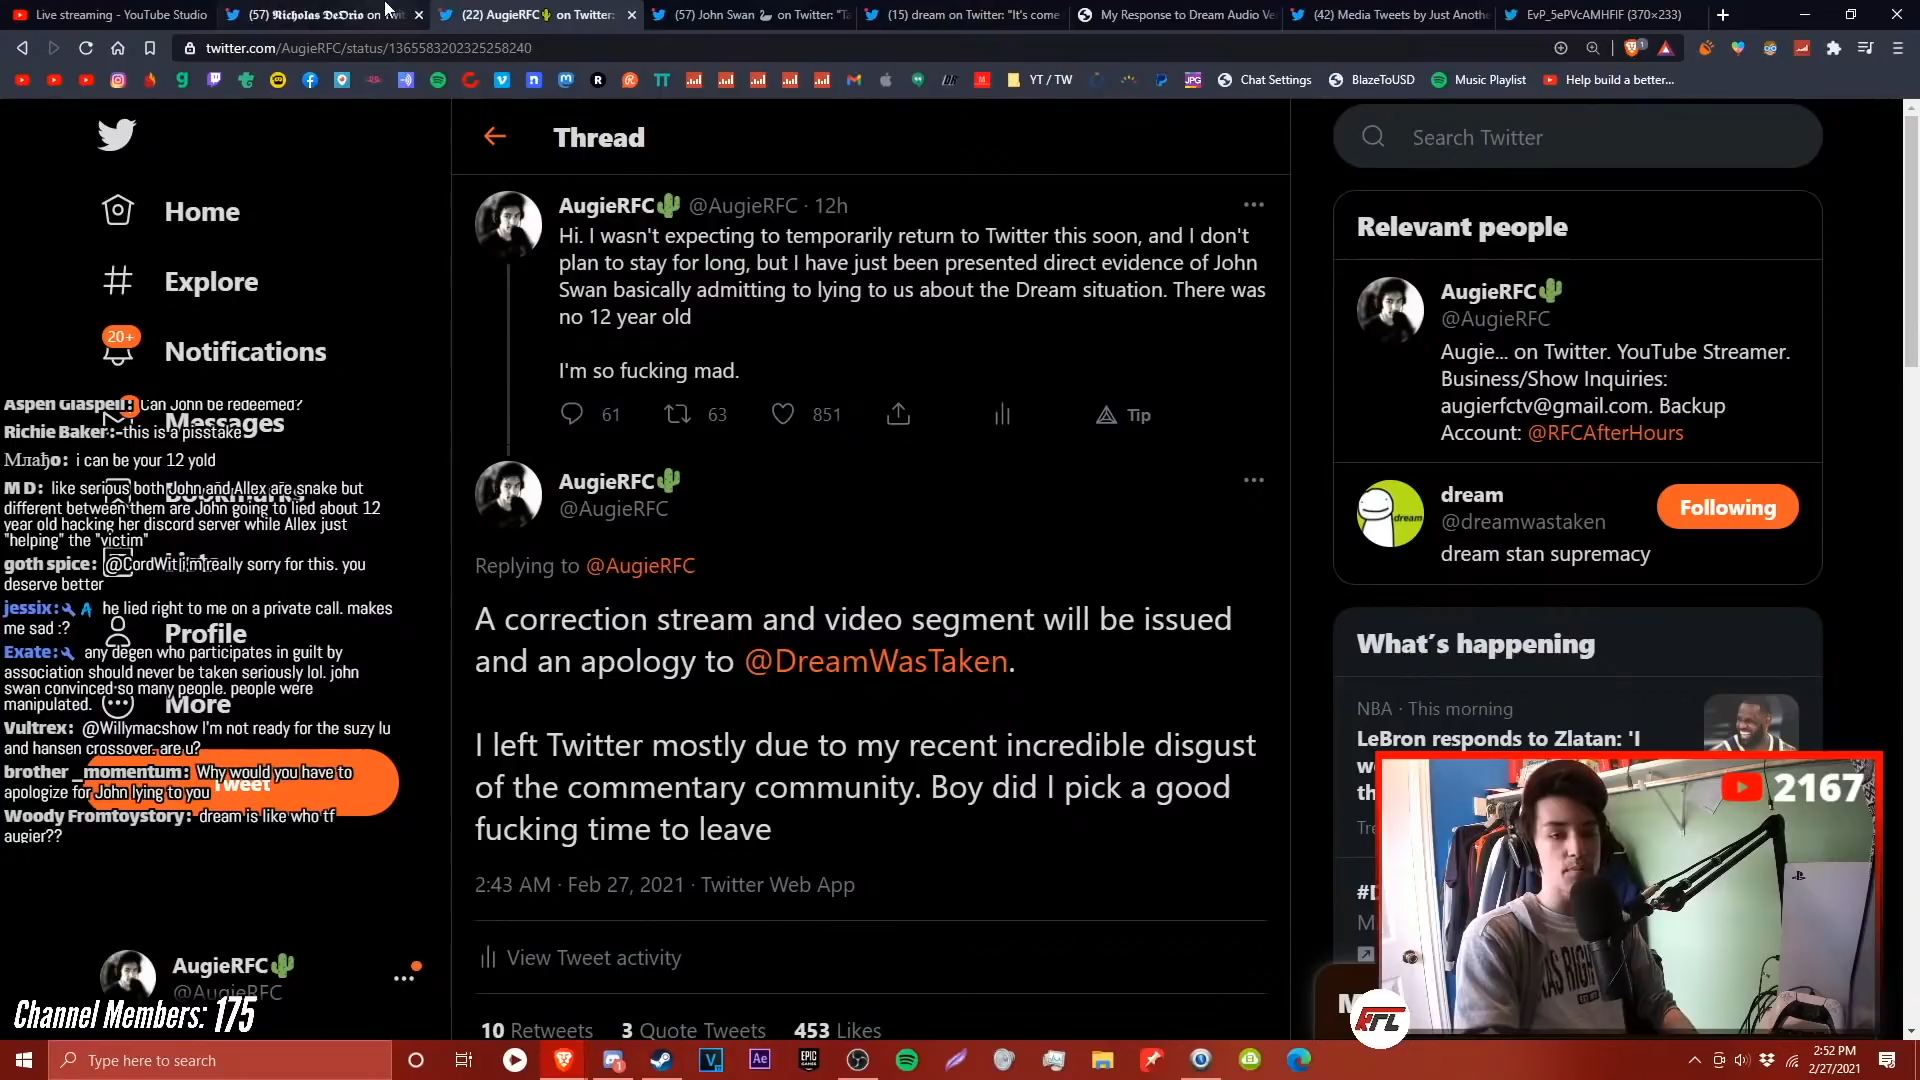 Live streaming - YouTube Studio
(57) 𝕹𝖎𝖈𝖍𝖔𝖑𝖆𝖘 𝕯𝖊𝕺𝖗𝖎𝖔 on Twit
(22) AugieRFC🌵 on Twitter:
(57) John Swan 🦢 on Twitter: "Ta
(15) dream on Twitter: "It's come
My Response to Dream Audio Ve
(42) Media Tweets by Just Anoth
EvP_5ePVcAMHFIF (370×233)
twitter.com/AugieRFC/status/1365583202325258240
YT / TW
Chat Settings
BlazeToUSD
Music Playlist
Help build a better...
Home
Explore
20+
Notifications
Messages
Bookmarks
Profile
More
Tweet
Aspen Glaspell: Can John be redeemed?
Richie Baker: -this is a pisstake
Млађо: i can be your 12 yold
M D: like serious both John and Allex are snake but
different between them are John going to lied about 12
year old hacking her discord server while Allex just
"helping" the "victim"
goth spice: @CordWit i'm really sorry for this. you
deserve better
jessix: he lied right to me on a private call. makes
me sad :?
Exate: any degen who participates in guilt by
association should never be taken seriously lol. john
swan convinced so many people. people were
manipulated.
Vultrex: @Willymacshow I'm not ready for the suzy lu
and hansen crossover. are u?
brother _momentum: Why would you have to
apologize for John lying to you
Woody Fromtoystory: dream is like who tf
augier??
AugieRFC🌵
@AugieRFC
Channel Members: 175
Thread
AugieRFC🌵 @AugieRFC · 12h
Hi. I wasn't expecting to temporarily return to Twitter this soon, and I don't
plan to stay for long, but I have just been presented direct evidence of John
Swan basically admitting to lying to us about the Dream situation. There was
no 12 year old
I'm so fucking mad.
61 63 851 Tip
AugieRFC🌵
@AugieRFC
Replying to @AugieRFC
A correction stream and video segment will be issued
and an apology to @DreamWasTaken.
I left Twitter mostly due to my recent incredible disgust
of the commentary community. Boy did I pick a good
fucking time to leave
2:43 AM · Feb 27, 2021 · Twitter Web App
View Tweet activity
10 Retweets 3 Quote Tweets 453 Likes
Search Twitter
Relevant people
AugieRFC🌵
@AugieRFC
Augie... on Twitter. YouTube Streamer.
Business/Show Inquiries:
augierfctv@gmail.com. Backup
Account: @RFCAfterHours
dream
@dreamwastaken
Following
dream stan supremacy
What's happening
NBA · This morning
LeBron responds to Zlatan: 'I
2167
Type here to search
2:52 PM
2/27/2021